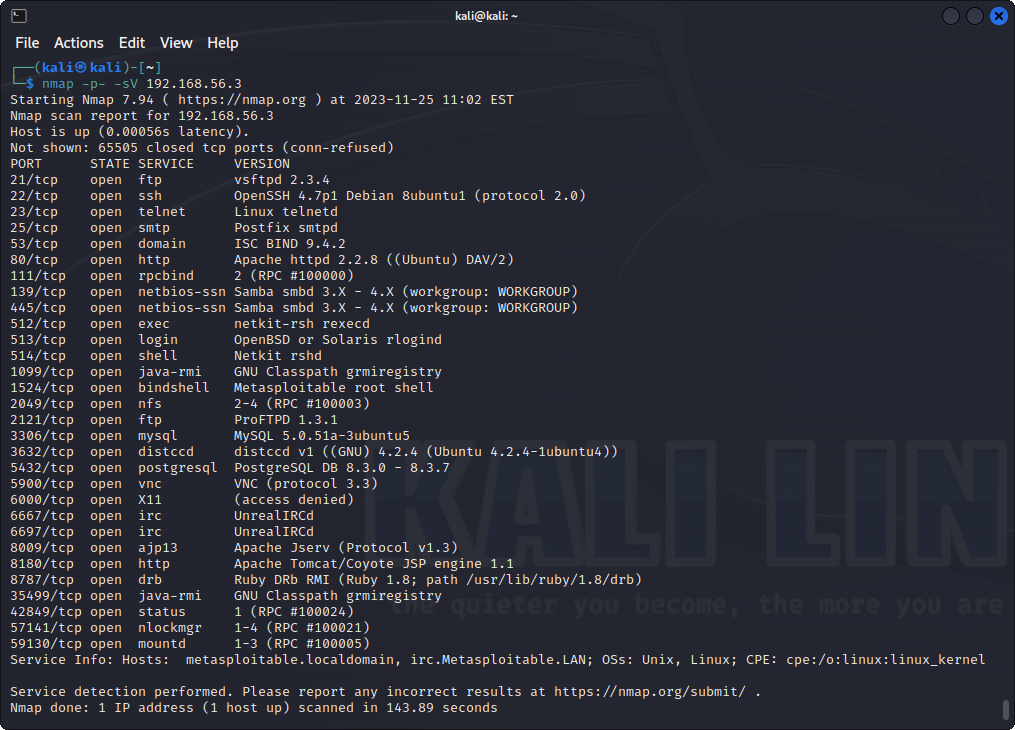 kali@kali: ~
File Actions Edit View Help
┌──(kali㉿kali)-[~]
└─$ nmap -p- -sV 192.168.56.3
Starting Nmap 7.94 ( https://nmap.org ) at 2023-11-25 11:02 EST
Nmap scan report for 192.168.56.3
Host is up (0.00056s latency).
Not shown: 65505 closed tcp ports (conn-refused)
PORT      STATE SERVICE     VERSION
21/tcp    open  ftp         vsftpd 2.3.4
22/tcp    open  ssh         OpenSSH 4.7p1 Debian 8ubuntu1 (protocol 2.0)
23/tcp    open  telnet      Linux telnetd
25/tcp    open  smtp        Postfix smtpd
53/tcp    open  domain      ISC BIND 9.4.2
80/tcp    open  http        Apache httpd 2.2.8 ((Ubuntu) DAV/2)
111/tcp   open  rpcbind     2 (RPC #100000)
139/tcp   open  netbios-ssn Samba smbd 3.X - 4.X (workgroup: WORKGROUP)
445/tcp   open  netbios-ssn Samba smbd 3.X - 4.X (workgroup: WORKGROUP)
512/tcp   open  exec        netkit-rsh rexecd
513/tcp   open  login       OpenBSD or Solaris rlogind
514/tcp   open  shell       Netkit rshd
1099/tcp  open  java-rmi    GNU Classpath grmiregistry
1524/tcp  open  bindshell   Metasploitable root shell
2049/tcp  open  nfs         2-4 (RPC #100003)
2121/tcp  open  ftp         ProFTPD 1.3.1
3306/tcp  open  mysql       MySQL 5.0.51a-3ubuntu5
3632/tcp  open  distccd     distccd v1 ((GNU) 4.2.4 (Ubuntu 4.2.4-1ubuntu4))
5432/tcp  open  postgresql  PostgreSQL DB 8.3.0 - 8.3.7
5900/tcp  open  vnc         VNC (protocol 3.3)
6000/tcp  open  X11         (access denied)
6667/tcp  open  irc         UnrealIRCd
6697/tcp  open  irc         UnrealIRCd
8009/tcp  open  ajp13       Apache Jserv (Protocol v1.3)
8180/tcp  open  http        Apache Tomcat/Coyote JSP engine 1.1
8787/tcp  open  drb         Ruby DRb RMI (Ruby 1.8; path /usr/lib/ruby/1.8/drb)
35499/tcp open  java-rmi    GNU Classpath grmiregistry
42849/tcp open  status      1 (RPC #100024)
57141/tcp open  nlockmgr    1-4 (RPC #100021)
59130/tcp open  mountd      1-3 (RPC #100005)
Service Info: Hosts:  metasploitable.localdomain, irc.Metasploitable.LAN; OSs: Unix, Linux; CPE: cpe:/o:linux:linux_kernel
Service detection performed. Please report any incorrect results at https://nmap.org/submit/ .
Nmap done: 1 IP address (1 host up) scanned in 143.89 seconds
KALI LIN
the quieter you become, the more you are